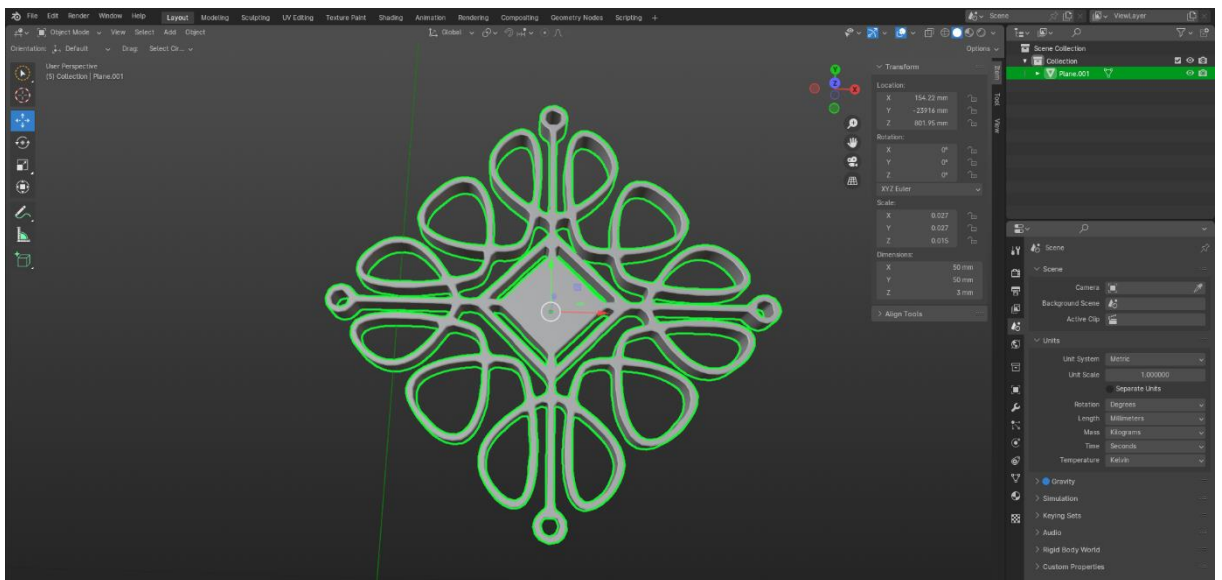 File Edit Render Window Help Layout Modeling Sculpting UV Editing Texture Paint Shading Animation Rendering Compositing Geometry Nodes Scripting + Scene ViewLayer
Object Mode View Select Add Object Global
Orientation: Default Drag: Select Cir... Options
User Perspective
(5) Collection | Plane.001
Y
Z
X
Transform
Location:
X 154.22 mm
Y -23916 mm
Z 801.95 mm
Rotation:
X 0°
Y 0°
Z 0°
XYZ Euler
Scale:
X 0.027
Y 0.027
Z 0.015
Dimensions:
X 50 mm
Y 50 mm
Z 3 mm
Align Tools
Item
Tool
View
Scene Collection
Collection
Plane.001
Scene
Scene
Camera
Background Scene
Active Clip
Units
Unit System Metric
Unit Scale 1.000000
Separate Units
Rotation Degrees
Length Millimeters
Mass Kilograms
Time Seconds
Temperature Kelvin
Gravity
Simulation
Keying Sets
Audio
Rigid Body World
Custom Properties